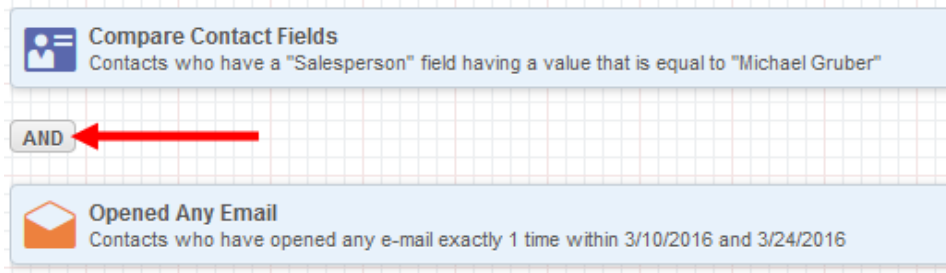 Compare Contact Fields
Contacts who have a "Salesperson" field having a value that is equal to "Michael Gruber"
AND
Opened Any Email
Contacts who have opened any e-mail exactly 1 time within 3/10/2016 and 3/24/2016